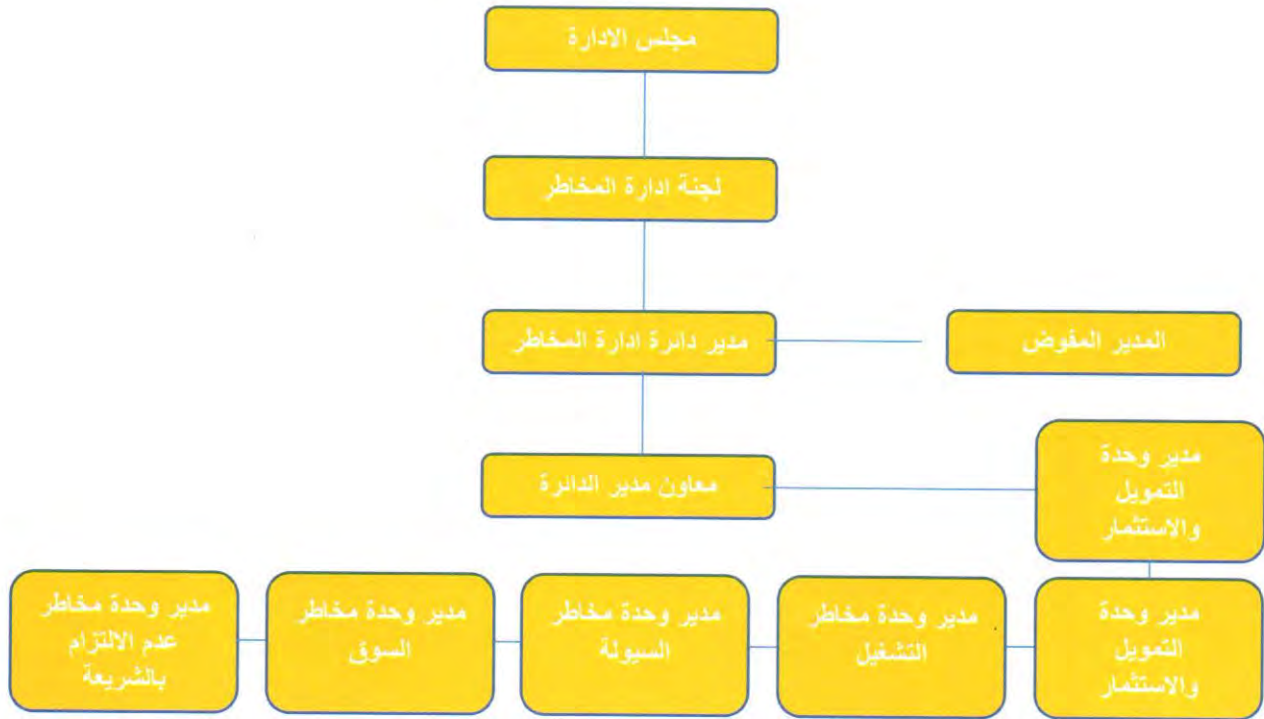 مجلس الادارة
لجنة ادارة المخاطر
مدير دائرة ادارة المخاطر
المدير المفوض
معاون مدير الدائرة
مدير وحدة
التمويل
والاستثمار
مدير وحدة
التمويل
والاستثمار
مدير وحدة مخاطر
التشغيل
مدير وحدة مخاطر
السيولة
مدير وحدة مخاطر
السوق
مدير وحدة مخاطر
عدم الالتزام
بالشريعة